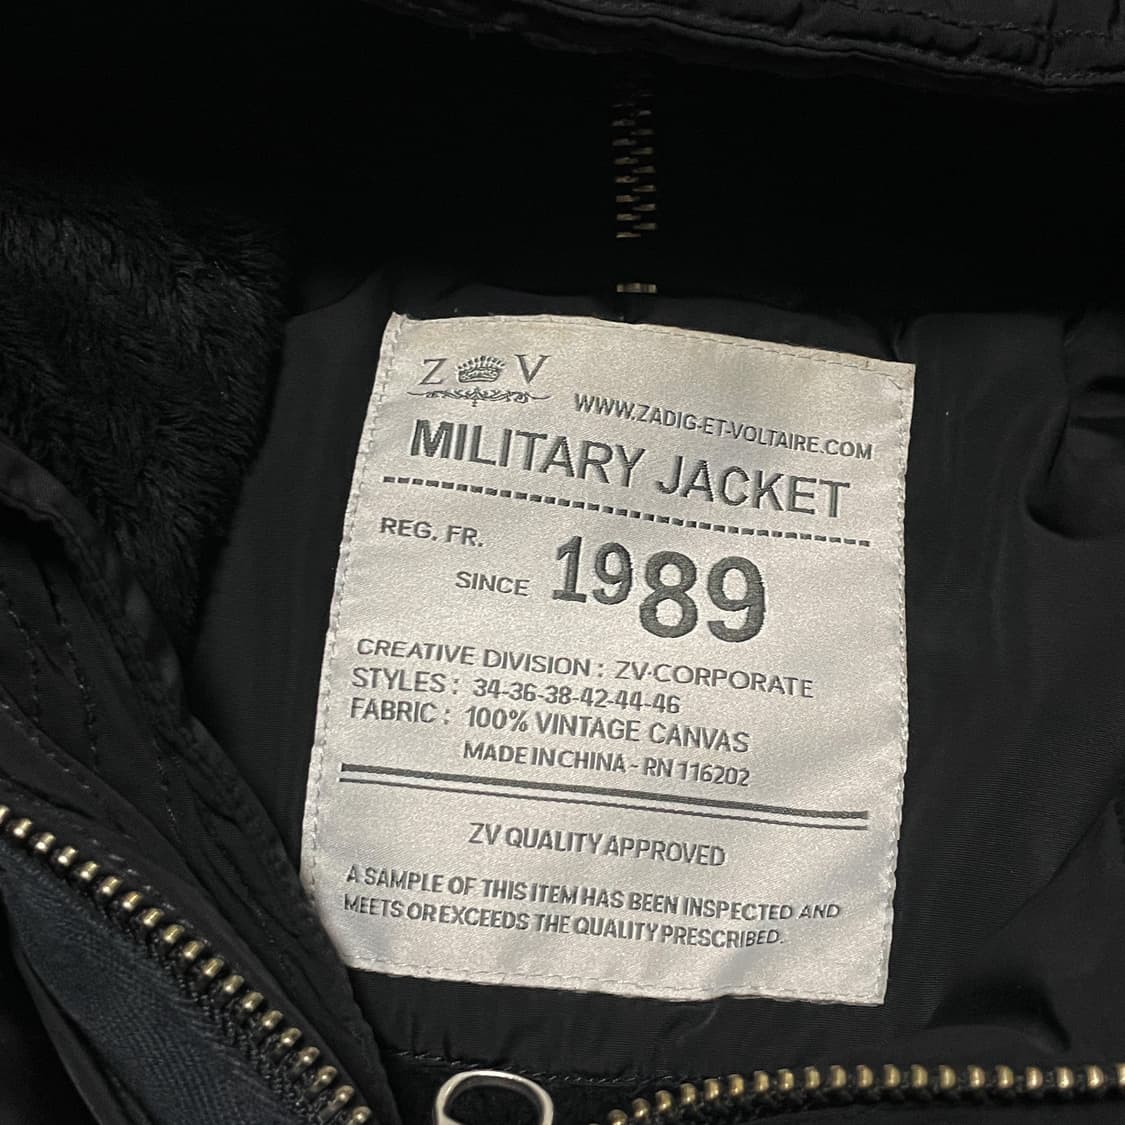 Z V
WWW.ZADIG-ET-VOLTAIRE.COM
MILITARY JACKET
REG. FR.
SINCE 1989
CREATIVE DIVISION : ZV-CORPORATE
STYLES : 34-36-38-42-44-46
FABRIC : 100% VINTAGE CANVAS
MADE IN CHINA - RN 116202
ZV QUALITY APPROVED
A SAMPLE OF THIS ITEM HAS BEEN INSPECTED AND
MEETS OR EXCEEDS THE QUALITY PRESCRIBED.